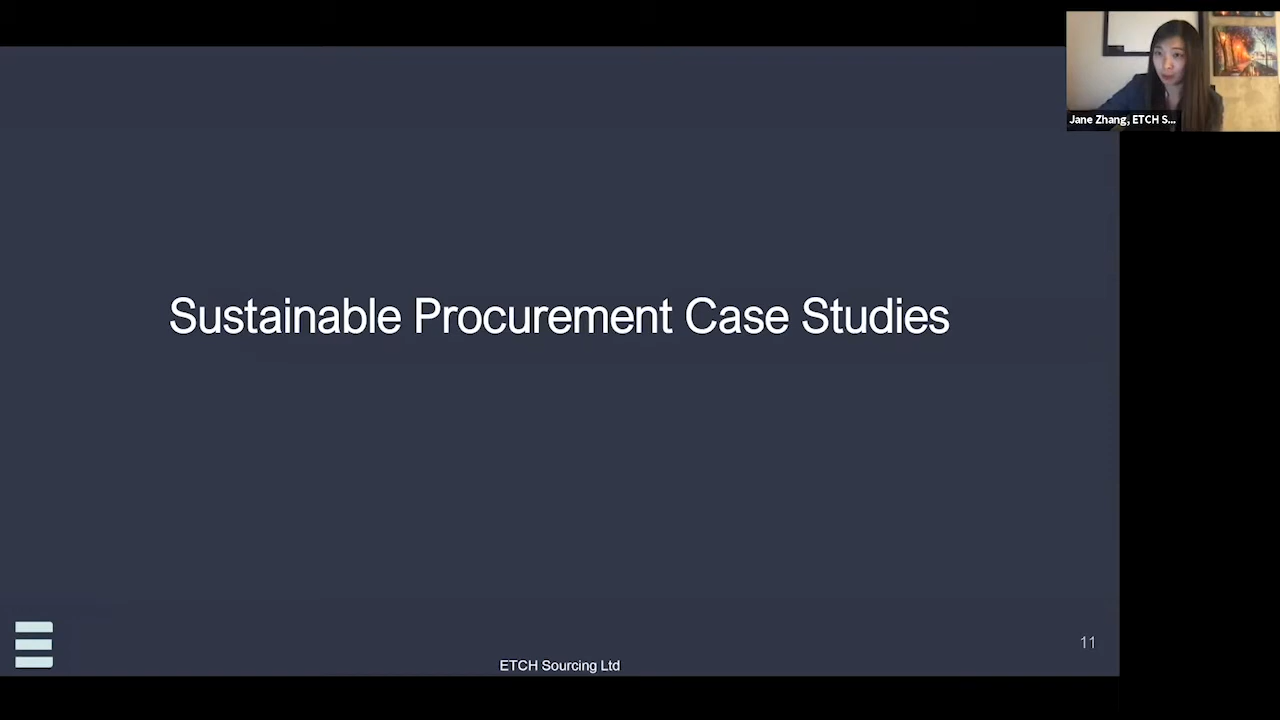 Jane Zhang, ETCH S...
Sustainable Procurement Case Studies
11
ETCH Sourcing Ltd